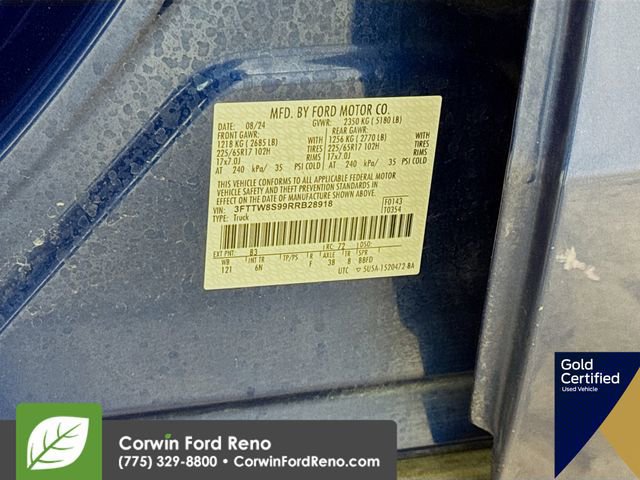 MFD. BY FORD MOTOR CO.
DATE: 08/24 GVWR: 2350 KG ( 5180 LB)
FRONT GAWR: REAR GAWR:
1218 KG ( 2685 LB) WITH 1256 KG ( 2770 LB) WITH
225/65R17 102H TIRES 225/65R17 102H TIRES
17x7.0J RIMS 17x7.0J RIMS
AT 240 kPa/ 35 PSI COLD AT 240 kPa/ 35 PSI COLD
THIS VEHICLE CONFORMS TO ALL APPLICABLE FEDERAL MOTOR
VEHICLE SAFETY AND THEFT PREVENTION STANDARDS IN
EFFECT ON THE DATE OF MANUFACTURE SHOWN ABOVE.
VIN: 3FTTW8S99RRB28918 F0143
TYPE: Truck T0354
EXT PNT: B3 RC: 72 DSO:
WB INT TR TP/PS R AXLE TR SPR
121 6N F 38 8 BBFD
UTC ▽ 5U5A-1520472-BA
Gold
Certified
Used Vehicle
Corwin Ford Reno
(775) 329-8800 • CorwinFordReno.com